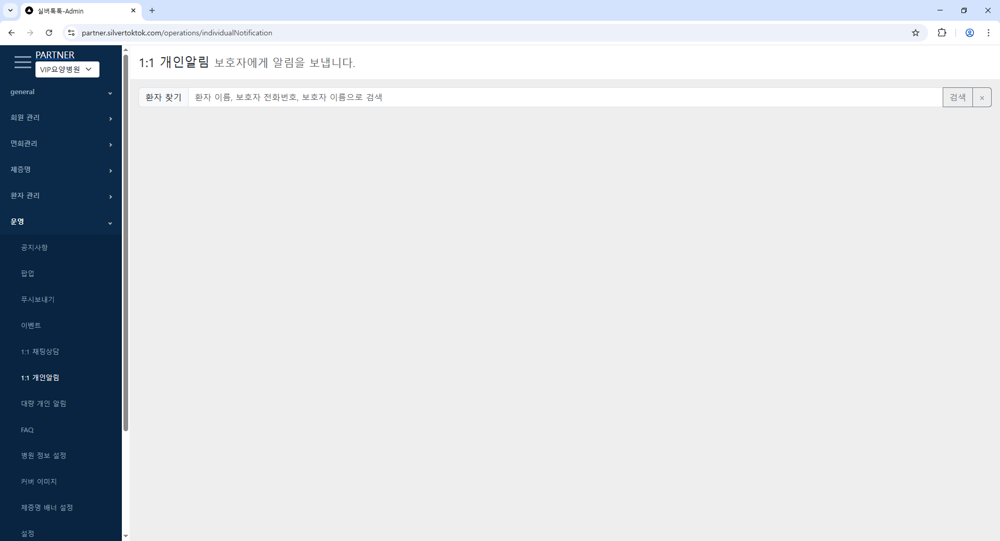 실버톡톡-Admin
partner.silvertoktok.com/operations/individualNotification
PARTNER
VIP요양병원
general
회원 관리
면회관리
제증명
환자 관리
운영
공지사항
팝업
푸시보내기
이벤트
1:1 채팅상담
1:1 개인알림
대량 개인 알림
FAQ
병원 정보 설정
커버 이미지
제증명 배너 설정
설정
1:1 개인알림 보호자에게 알림을 보냅니다.
환자 찾기 환자 이름, 보호자 전화번호, 보호자 이름으로 검색 검색 ×